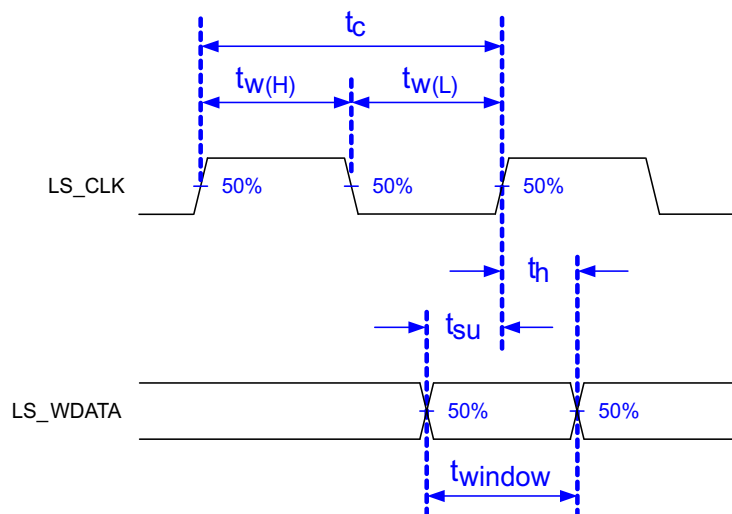 tc
tw(H) tw(L)
LS_CLK 50% 50% 50%
th
tsu
LS_WDATA 50% 50%
twindow